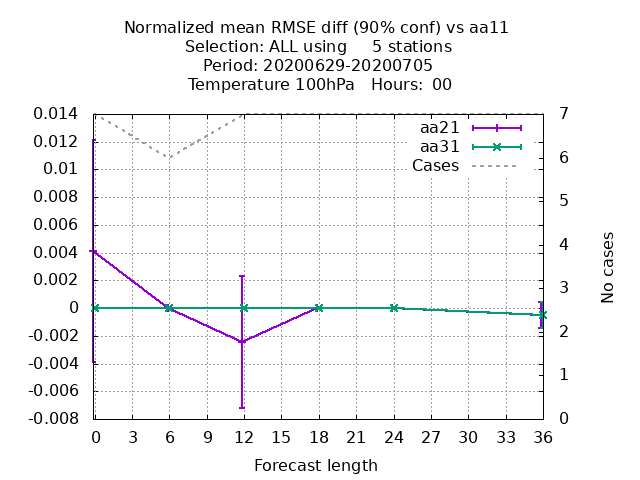 Normalized mean RMSE diff (90% conf) vs aa11
Selection: ALL using     5 stations
Period: 20200629-20200705
Temperature 100hPa   Hours: 00
aa21
aa31
Cases
0.014
0.012
0.01
0.008
0.006
0.004
0.002
0
-0.002
-0.004
-0.006
-0.008
7
6
5
4
3
2
1
0
No cases
0 3 6 9 12 15 18 21 24 27 30 33 36
Forecast length